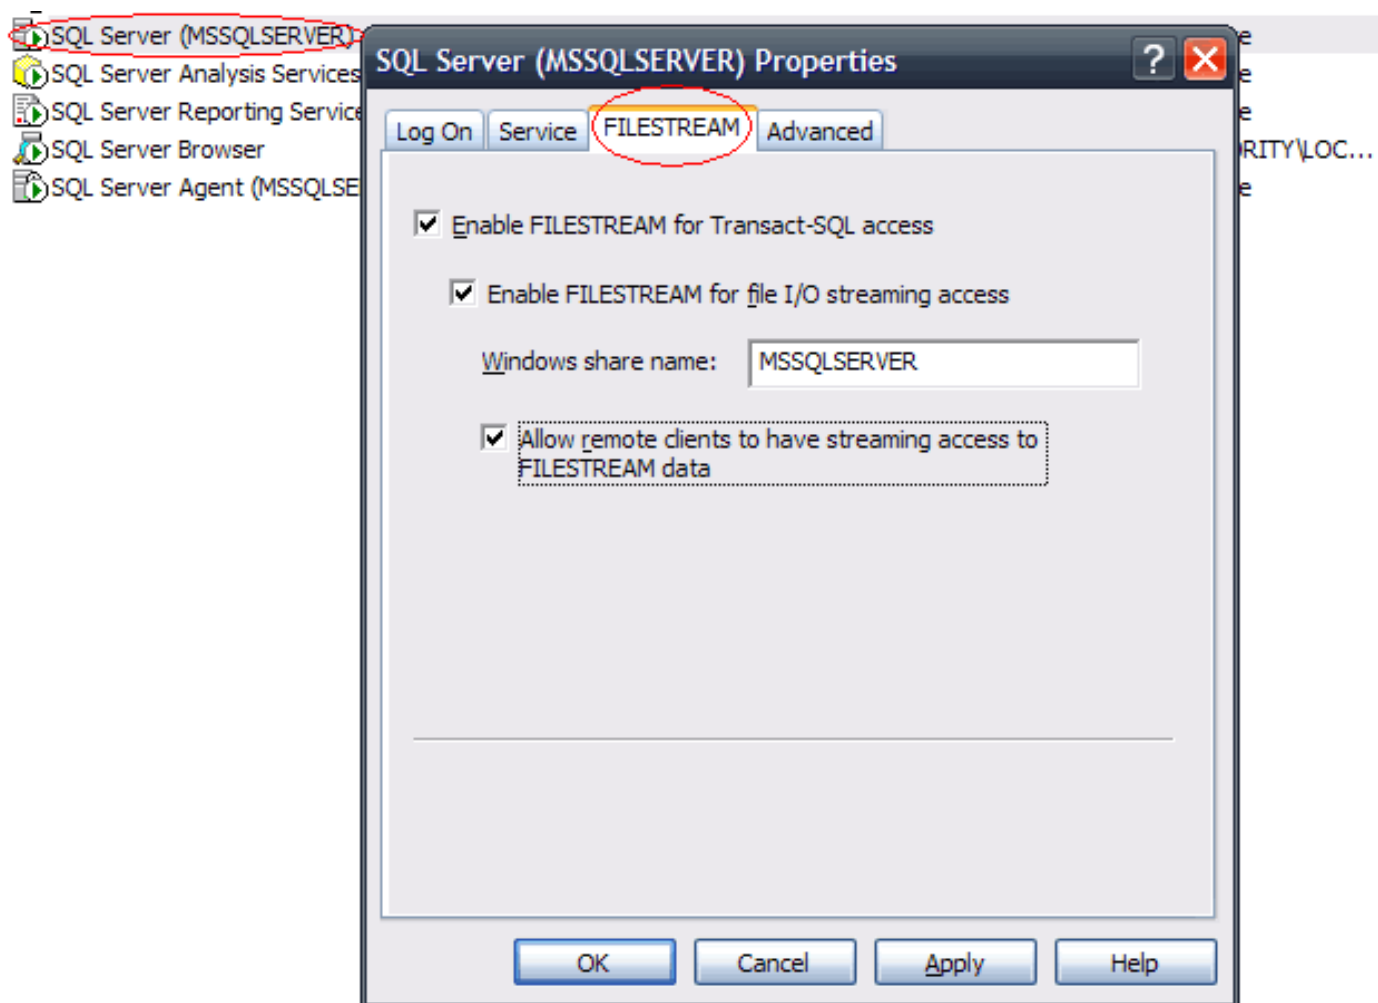 SQL Server (MSSQLSERVER)
SQL Server Analysis Services
SQL Server Reporting Service
SQL Server Browser
SQL Server Agent (MSSQLSE
SQL Server (MSSQLSERVER) Properties
?
Log On Service FILESTREAM Advanced
Enable FILESTREAM for Transact-SQL access
Enable FILESTREAM for file I/O streaming access
Windows share name: MSSQLSERVER
Allow remote clients to have streaming access to
FILESTREAM data
OK Cancel Apply Help
e
e
e
RITY\LOC...
e